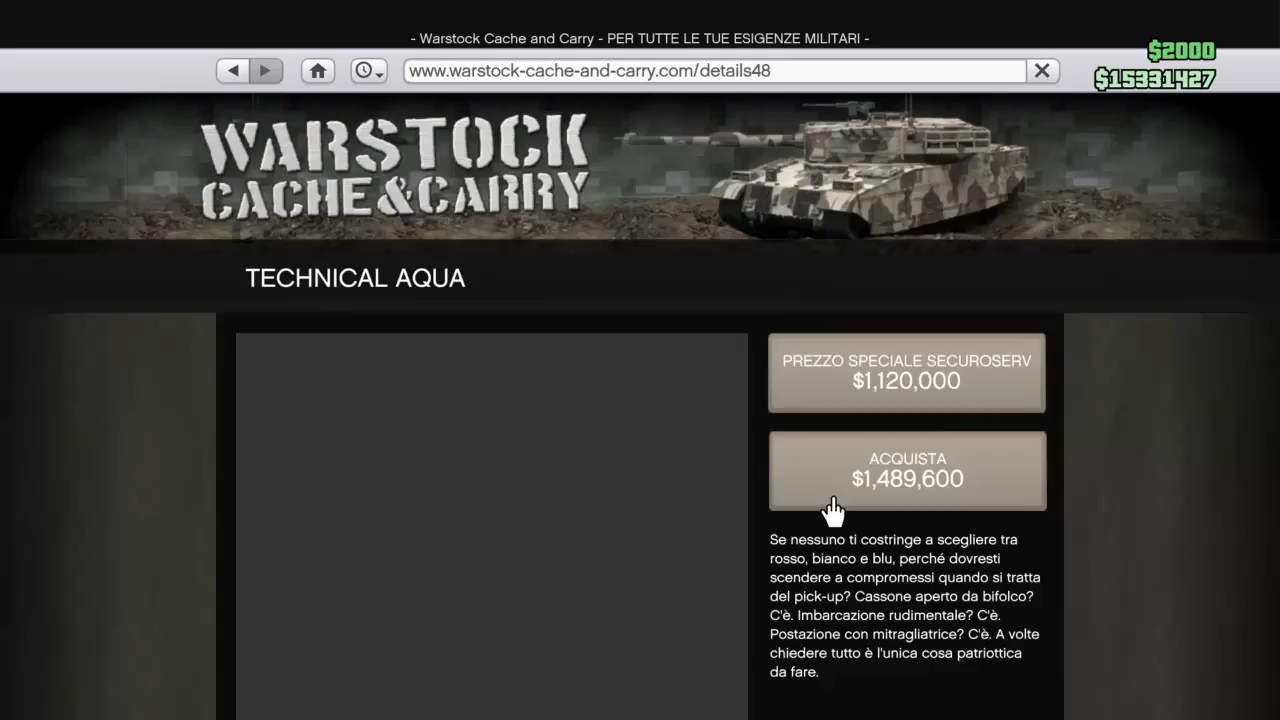 - Warstock Cache and Carry - PER TUTTE LE TUE ESIGENZE MILITARI -
$2000
www.warstock-cache-and-carry.com/details48
$15331427
WARSTOCK
CACHE&CARRY
TECHNICAL AQUA
PREZZO SPECIALE SECUROSERV
$1,120,000
ACQUISTA
$1,489,600
Se nessuno ti costringe a scegliere tra
rosso, bianco e blu, perché dovresti
scendere a compromessi quando si tratta
del pick-up? Cassone aperto da bifolco?
C'è. Imbarcazione rudimentale? C'è.
Postazione con mitragliatrice? C'è. A volte
chiedere tutto è l'unica cosa patriottica
da fare.